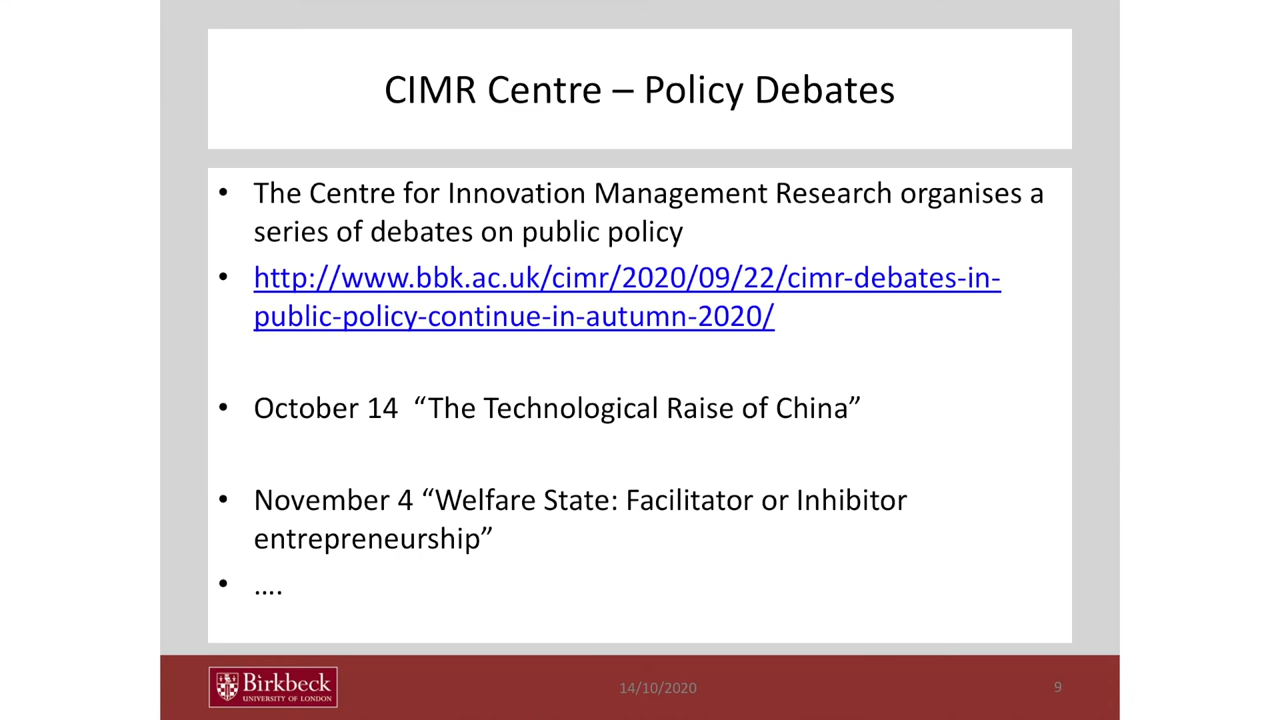 CIMR Centre – Policy Debates
• The Centre for Innovation Management Research organises a
series of debates on public policy
• http://www.bbk.ac.uk/cimr/2020/09/22/cimr-debates-in-
public-policy-continue-in-autumn-2020/
• October 14  “The Technological Raise of China”
• November 4 “Welfare State: Facilitator or Inhibitor
entrepreneurship”
• ….
Birkbeck
UNIVERSITY OF LONDON
14/10/2020
9